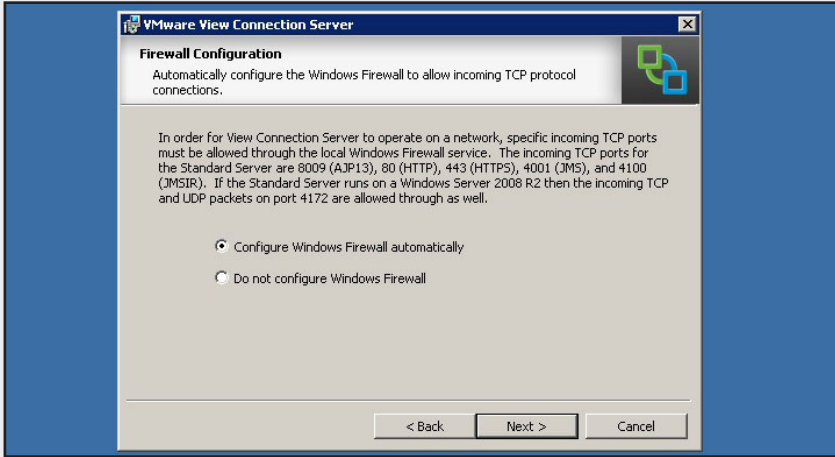 VMware View Connection Server
Firewall Configuration
Automatically configure the Windows Firewall to allow incoming TCP protocol
connections.
In order for View Connection Server to operate on a network, specific incoming TCP ports
must be allowed through the local Windows Firewall service.  The incoming TCP ports for
the Standard Server are 8009 (AJP13), 80 (HTTP), 443 (HTTPS), 4001 (JMS), and 4100
(JMSIR).  If the Standard Server runs on a Windows Server 2008 R2 then the incoming TCP
and UDP packets on port 4172 are allowed through as well.
Configure Windows Firewall automatically
Do not configure Windows Firewall
< Back Next > Cancel